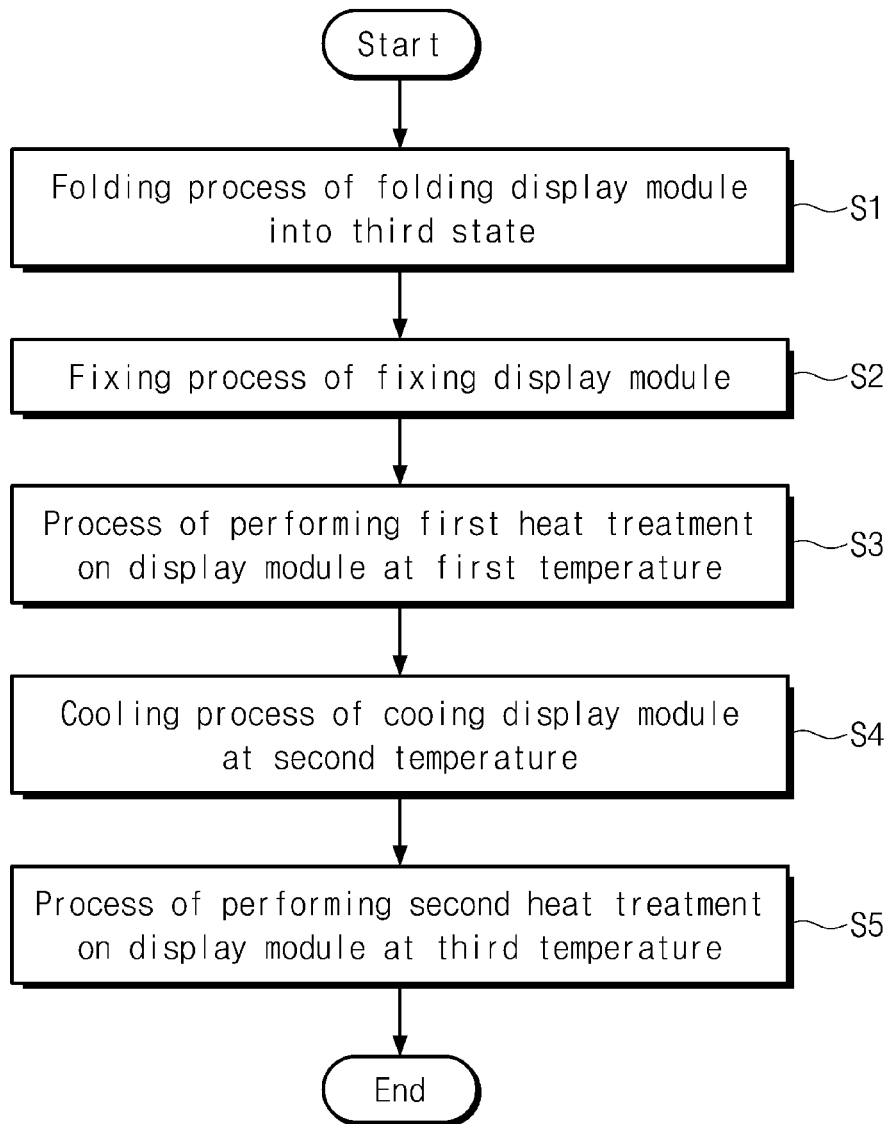 Start
Folding process of folding display module
into third state
S1
Fixing process of fixing display module
S2
Process of performing first heat treatment
on display module at first temperature
S3
Cooling process of cooing display module
at second temperature
S4
Process of performing second heat treatment
on display module at third temperature
S5
End